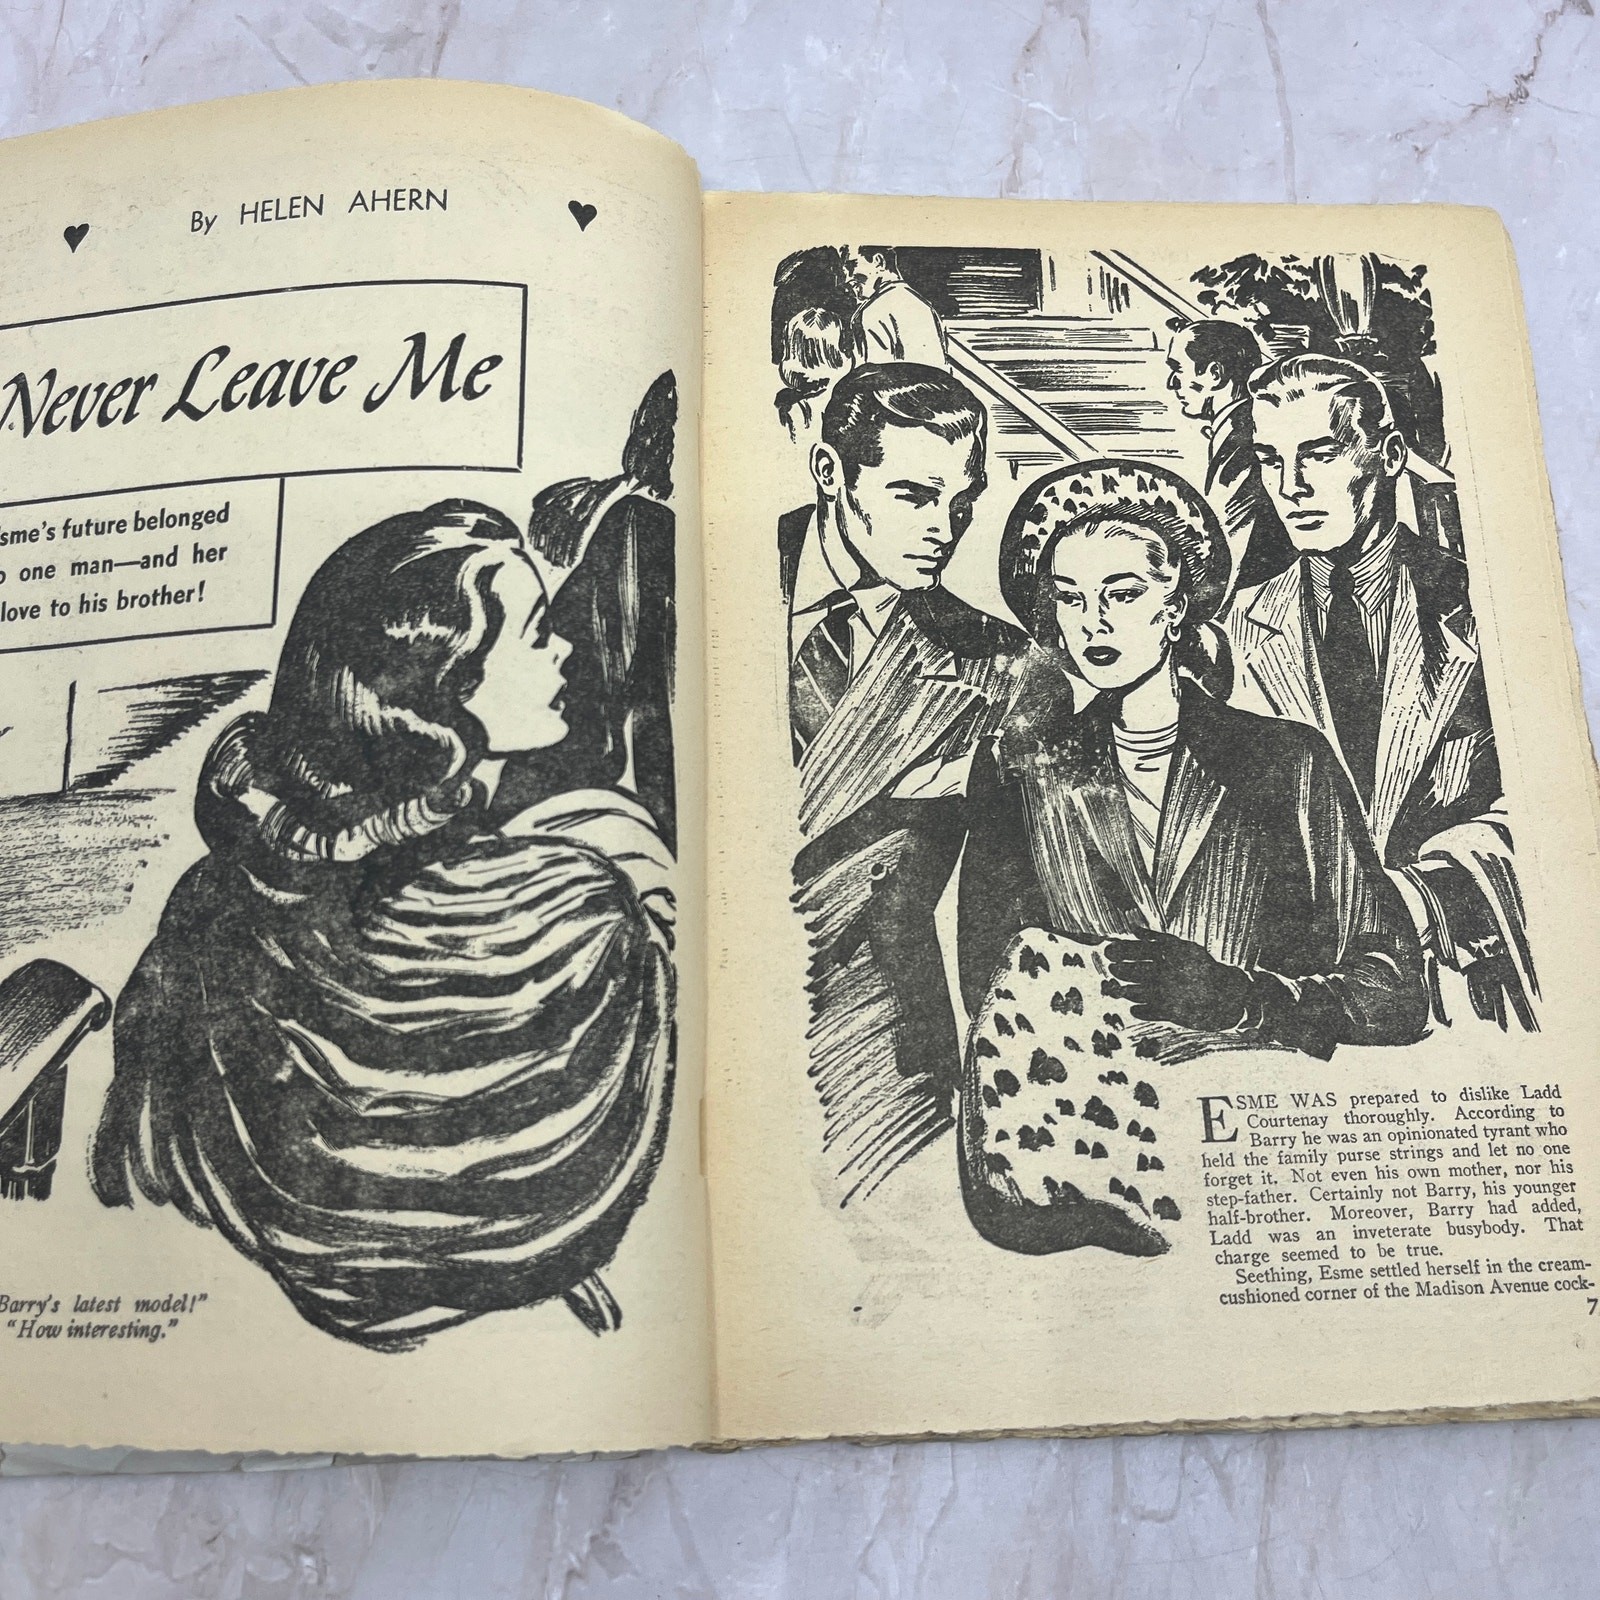 By HELEN AHERN
Never Leave Me
sme's future belonged
o one man—and her
love to his brother!
Barry's latest model!"
"How interesting."
ESME WAS prepared to dislike Ladd
Courtenay thoroughly. According to
Barry he was an opinionated tyrant who
held the family purse strings and let no one
forget it. Not even his own mother, nor his
step-father. Certainly not Barry, his younger
half-brother. Moreover, Barry had added,
Ladd was an inveterate busybody. That
charge seemed to be true.
Seething, Esme settled herself in the cream-
cushioned corner of the Madison Avenue cock-
7